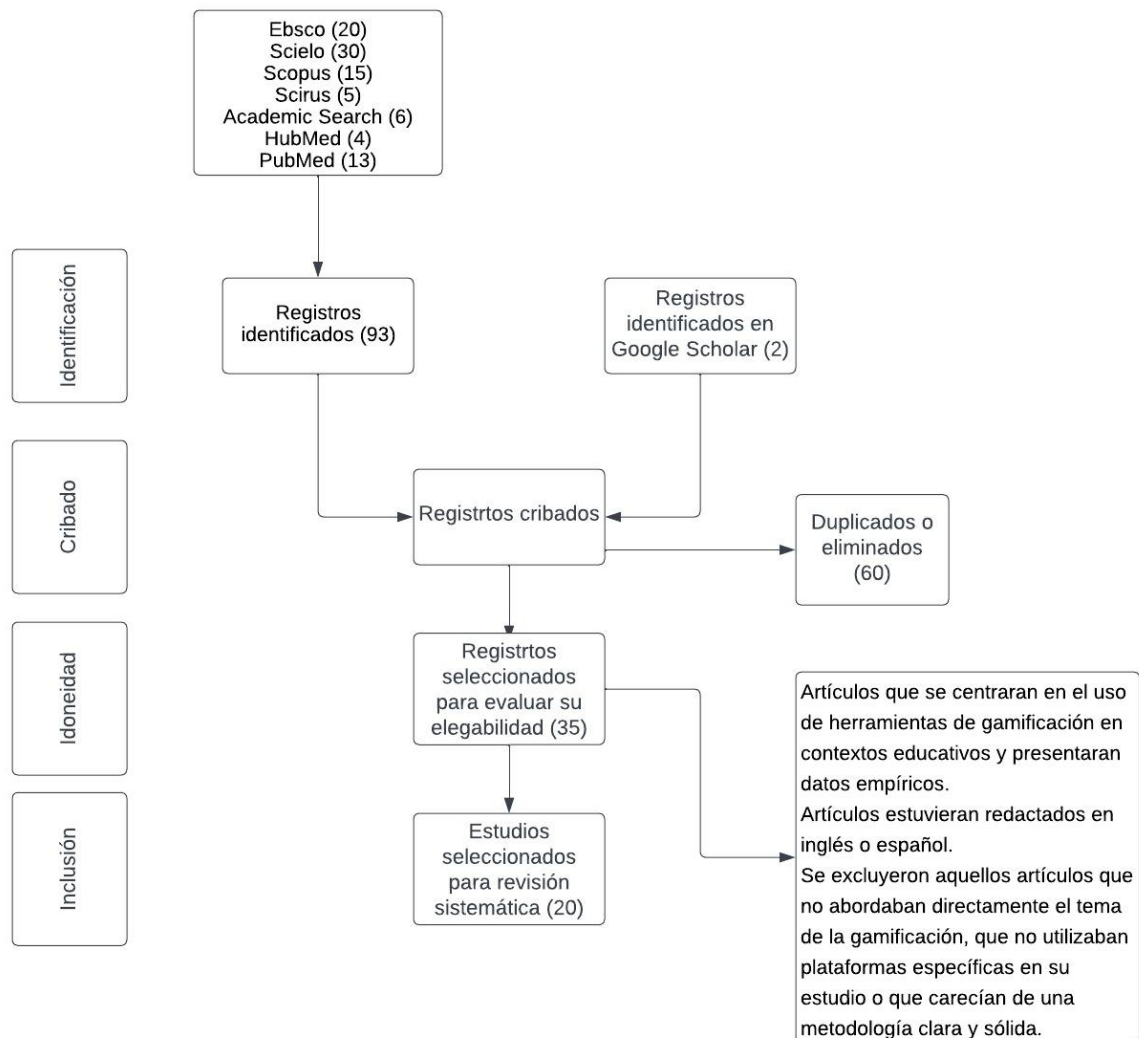 Ebsco (20)
Scielo (30)
Scopus (15)
Scirus (5)
Academic Search (6)
HubMed (4)
PubMed (13)
Identificación
Registros
identificados (93)
Registros
identificados en
Google Scholar (2)
Cribado
Registrtos cribados
Duplicados o
eliminados
(60)
Idoneidad
Registrtos
seleccionados
para evaluar su
elegabilidad (35)
Artículos que se centraran en el uso
de herramientas de gamificación en
contextos educativos y presentaran
datos empíricos.
Artículos estuvieran redactados en
inglés o español.
Se excluyeron aquellos artículos que
no abordaban directamente el tema
de la gamificación, que no utilizaban
plataformas específicas en su
estudio o que carecían de una
metodología clara y sólida.
Inclusión
Estudios
seleccionados
para revisión
sistemática (20)